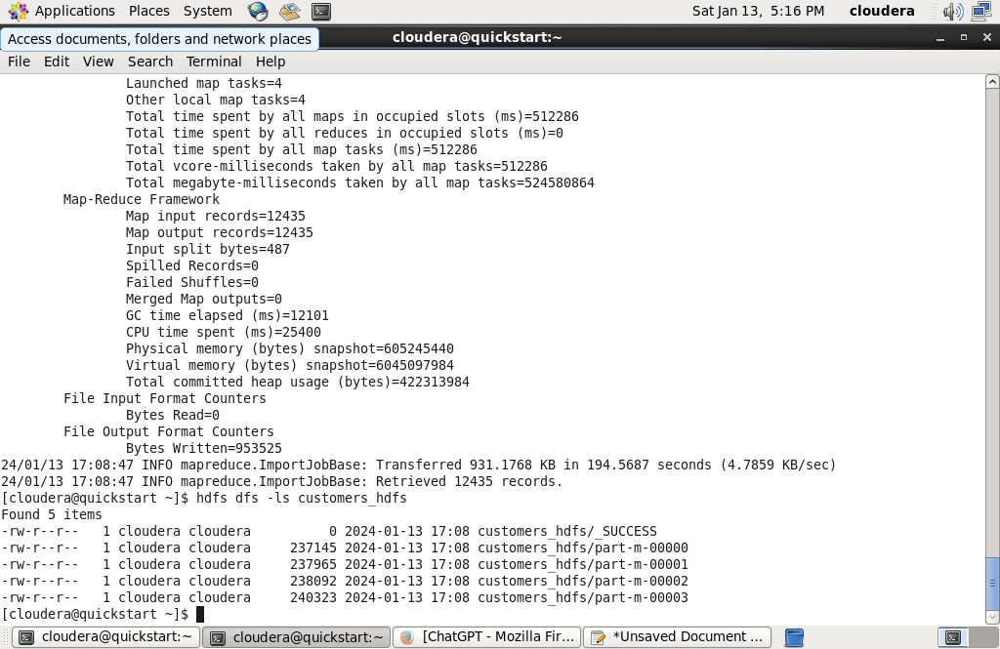 Applications Places System Sat Jan 13, 5:16 PM cloudera
Access documents, folders and network places
cloudera@quickstart:~
File Edit View Search Terminal Help
Launched map tasks=4
Other local map tasks=4
Total time spent by all maps in occupied slots (ms)=512286
Total time spent by all reduces in occupied slots (ms)=0
Total time spent by all map tasks (ms)=512286
Total vcore-milliseconds taken by all map tasks=512286
Total megabyte-milliseconds taken by all map tasks=524580864
Map-Reduce Framework
Map input records=12435
Map output records=12435
Input split bytes=487
Spilled Records=0
Failed Shuffles=0
Merged Map outputs=0
GC time elapsed (ms)=12101
CPU time spent (ms)=25400
Physical memory (bytes) snapshot=605245440
Virtual memory (bytes) snapshot=6045097984
Total committed heap usage (bytes)=422313984
File Input Format Counters
Bytes Read=0
File Output Format Counters
Bytes Written=953525
24/01/13 17:08:47 INFO mapreduce.ImportJobBase: Transferred 931.1768 KB in 194.5687 seconds (4.7859 KB/sec)
24/01/13 17:08:47 INFO mapreduce.ImportJobBase: Retrieved 12435 records.
[cloudera@quickstart ~]$ hdfs dfs -ls customers_hdfs
Found 5 items
-rw-r--r--   1 cloudera cloudera          0 2024-01-13 17:08 customers_hdfs/_SUCCESS
-rw-r--r--   1 cloudera cloudera     237145 2024-01-13 17:08 customers_hdfs/part-m-00000
-rw-r--r--   1 cloudera cloudera     237965 2024-01-13 17:08 customers_hdfs/part-m-00001
-rw-r--r--   1 cloudera cloudera     238092 2024-01-13 17:08 customers_hdfs/part-m-00002
-rw-r--r--   1 cloudera cloudera     240323 2024-01-13 17:08 customers_hdfs/part-m-00003
[cloudera@quickstart ~]$
cloudera@quickstart:~ cloudera@quickstart:~ [ChatGPT - Mozilla Fir... *Unsaved Document ...